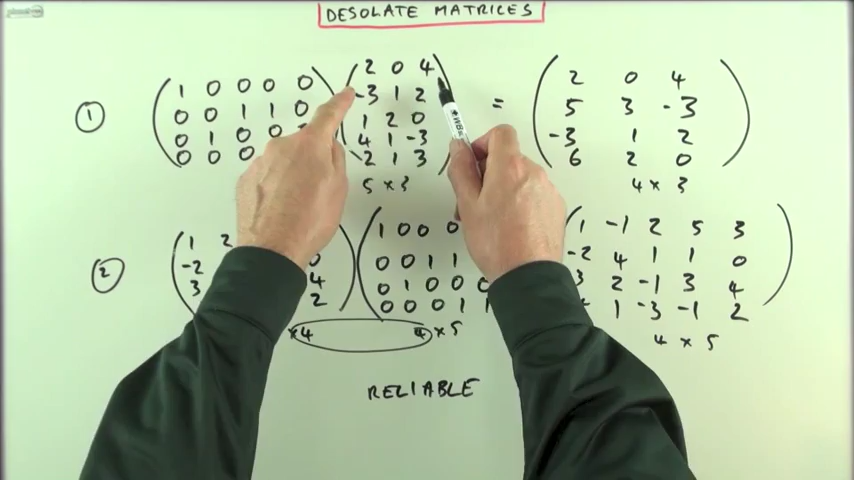 DESOLATE MATRICES
① 1 0 0 0 0   2 0 4   =   2 0 4
0 0 1 1 0   -3 1 2   5 3 -3
0 1 0   1 2 0   -3 1 2
0 0 0   4 1 -3   6 2 0
-2 1 3
5 × 3   4 × 3
② 1 2   1 0 0 0   1 -1 2 5 3
-2 0   0 0 1 1   -2 4 1 1 0
3 4   0 1 0 0   3 2 -1 3 4
2   0 0 0 1 1   1 -3 -1 2
×4   4 × 5   4 × 5
RELIABLE